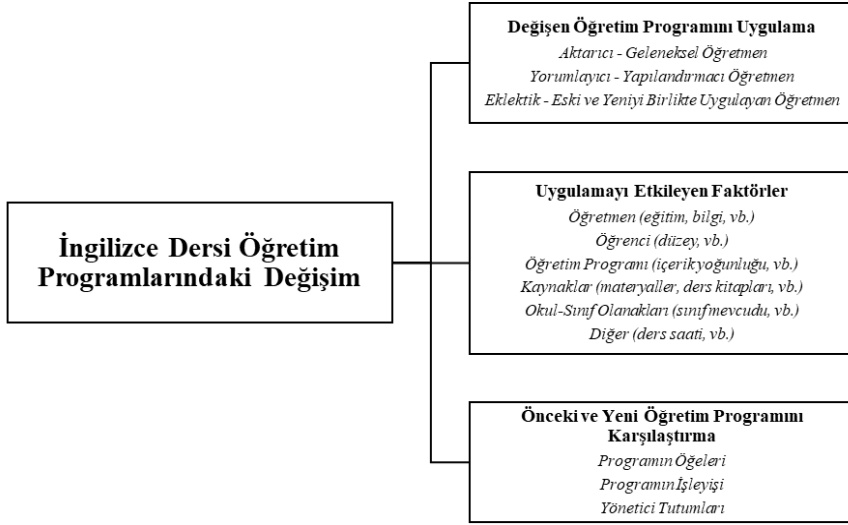 İngilizce Dersi Öğretim
Programlarındaki Değişim
Değişen Öğretim Programını Uygulama
Aktarıcı - Geleneksel Öğretmen
Yorumlayıcı - Yapılandırmacı Öğretmen
Eklektik - Eski ve Yeniyi Birlikte Uygulayan Öğretmen
Uygulamayı Etkileyen Faktörler
Öğretmen (eğitim, bilgi, vb.)
Öğrenci (düzey, vb.)
Öğretim Programı (içerik yoğunluğu, vb.)
Kaynaklar (materyaller, ders kitapları, vb.)
Okul-Sınıf Olanakları (sınıf mevcudu, vb.)
Diğer (ders saati, vb.)
Önceki ve Yeni Öğretim Programını
Karşılaştırma
Programın Öğeleri
Programın İşleyişi
Yönetici Tutumları